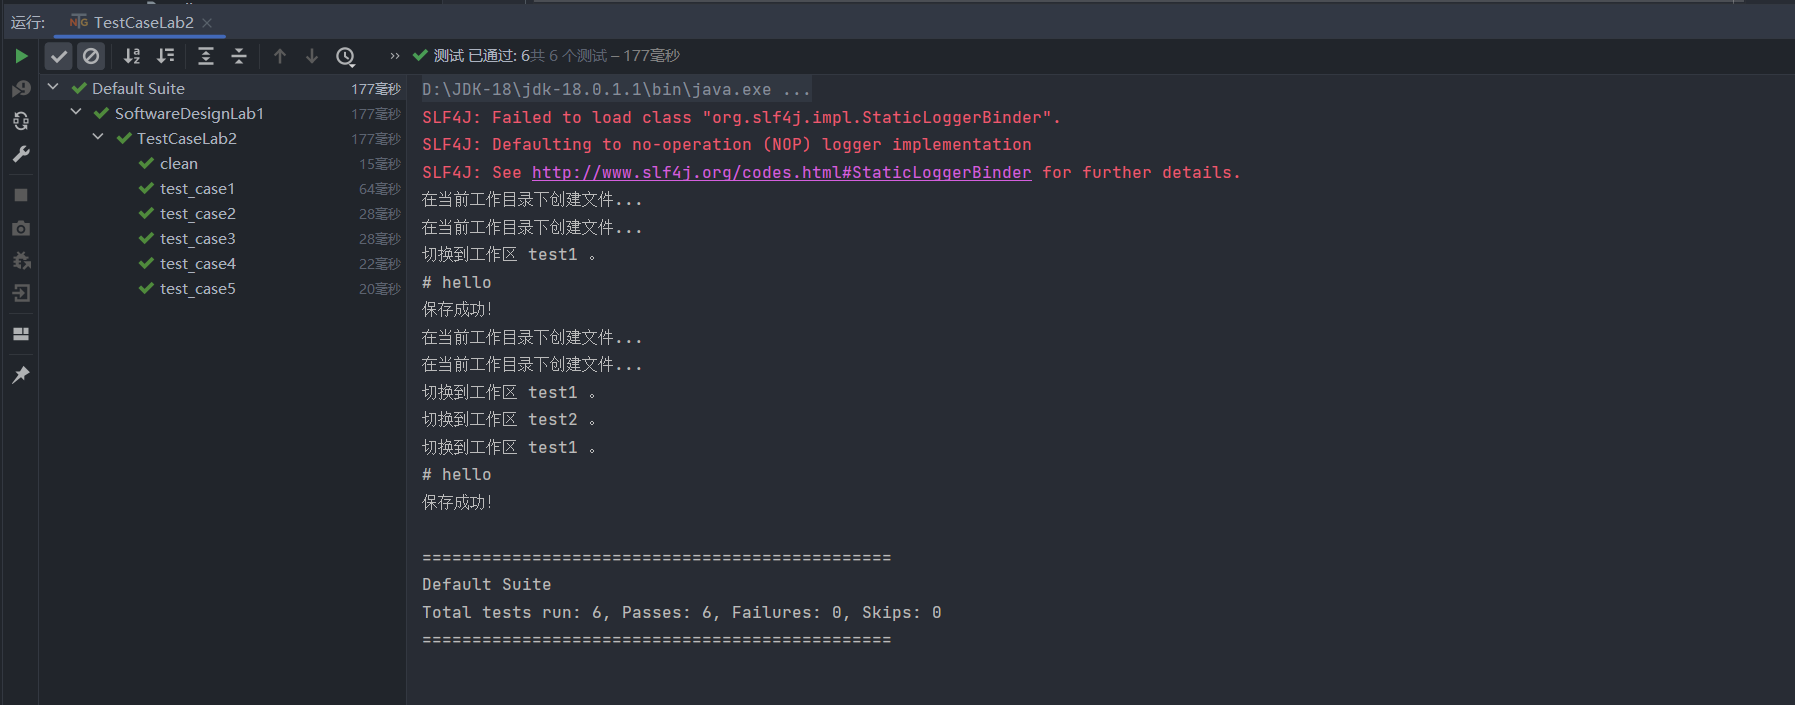 运行: TestCaseLab2
测试 已通过: 6共 6 个测试 – 177毫秒
Default Suite 177毫秒
SoftwareDesignLab1 177毫秒
TestCaseLab2 177毫秒
clean 15毫秒
test_case1 64毫秒
test_case2 28毫秒
test_case3 28毫秒
test_case4 22毫秒
test_case5 20毫秒
D:\JDK-18\jdk-18.0.1.1\bin\java.exe ...
SLF4J: Failed to load class "org.slf4j.impl.StaticLoggerBinder".
SLF4J: Defaulting to no-operation (NOP) logger implementation
SLF4J: See http://www.slf4j.org/codes.html#StaticLoggerBinder for further details.
在当前工作目录下创建文件...
在当前工作目录下创建文件...
切换到工作区 test1 。
# hello
保存成功!
在当前工作目录下创建文件...
在当前工作目录下创建文件...
切换到工作区 test1 。
切换到工作区 test2 。
切换到工作区 test1 。
# hello
保存成功!
===============================================
Default Suite
Total tests run: 6, Passes: 6, Failures: 0, Skips: 0
===============================================